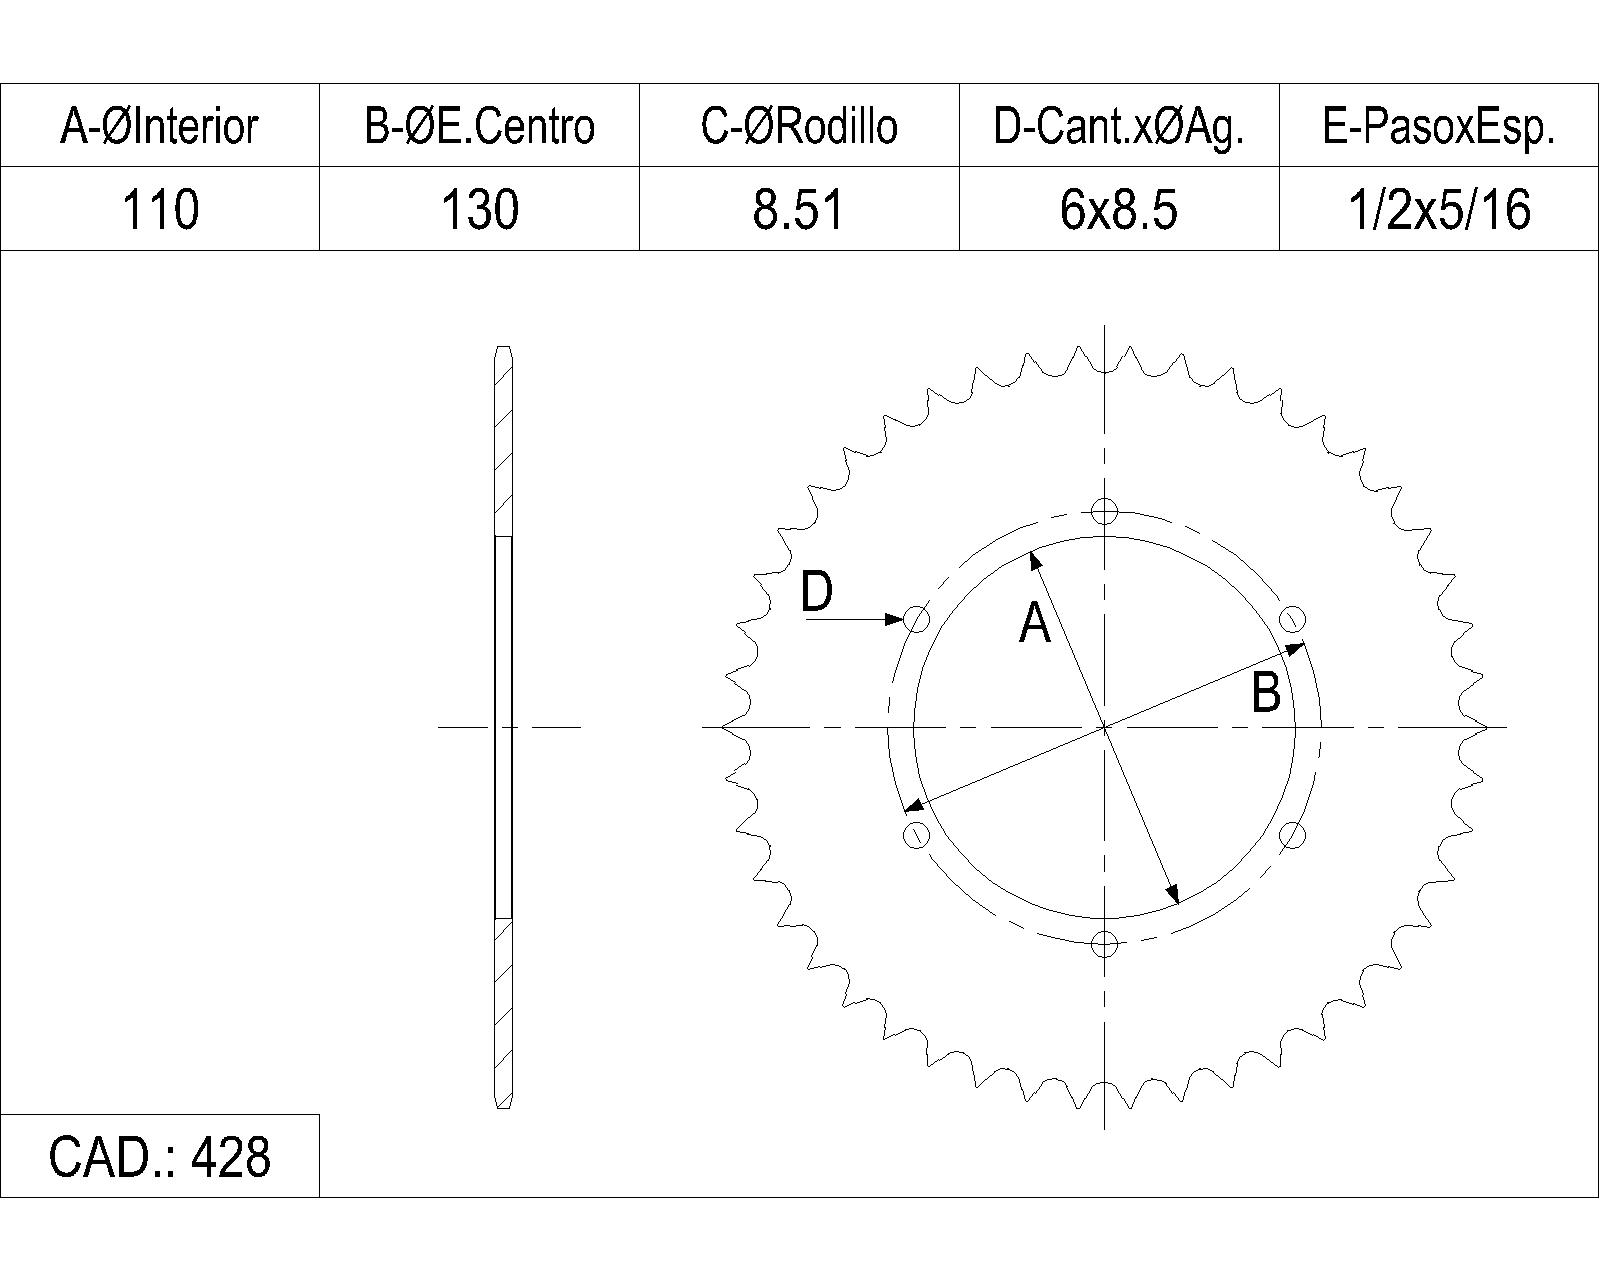 A-ØInterior B-ØE.Centro C-ØRodillo D-Cant.xØAg. E-PasoxEsp.
110 130 8.51 6x8.5 1/2x5/16
D
A
B
CAD.: 428